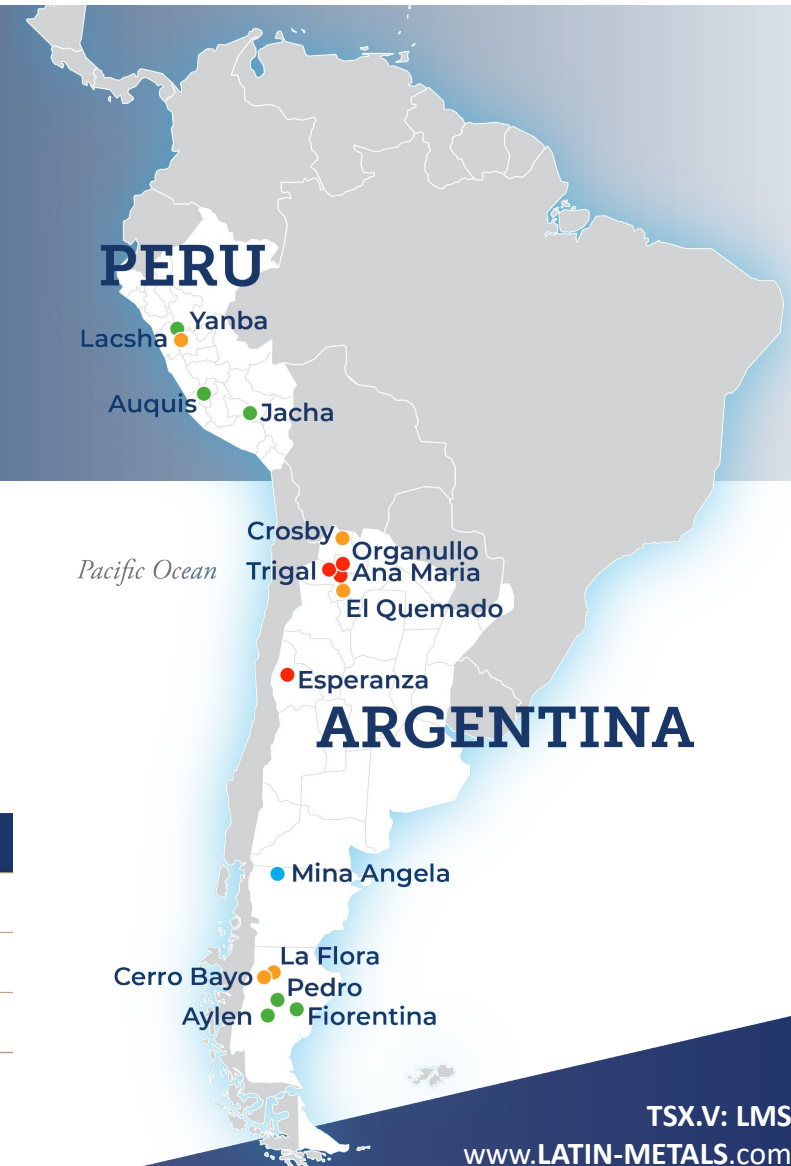 PERU
Yanba
Lacsha
Auquis
Jacha
Crosby
Organullo
Pacific Ocean
Trigal
Ana Maria
El Quemado
Esperanza
ARGENTINA
Mina Angela
La Flora
Cerro Bayo
Pedro
Aylen
Fiorentina
TSX.V: LMS
www.LATIN-METALS.com